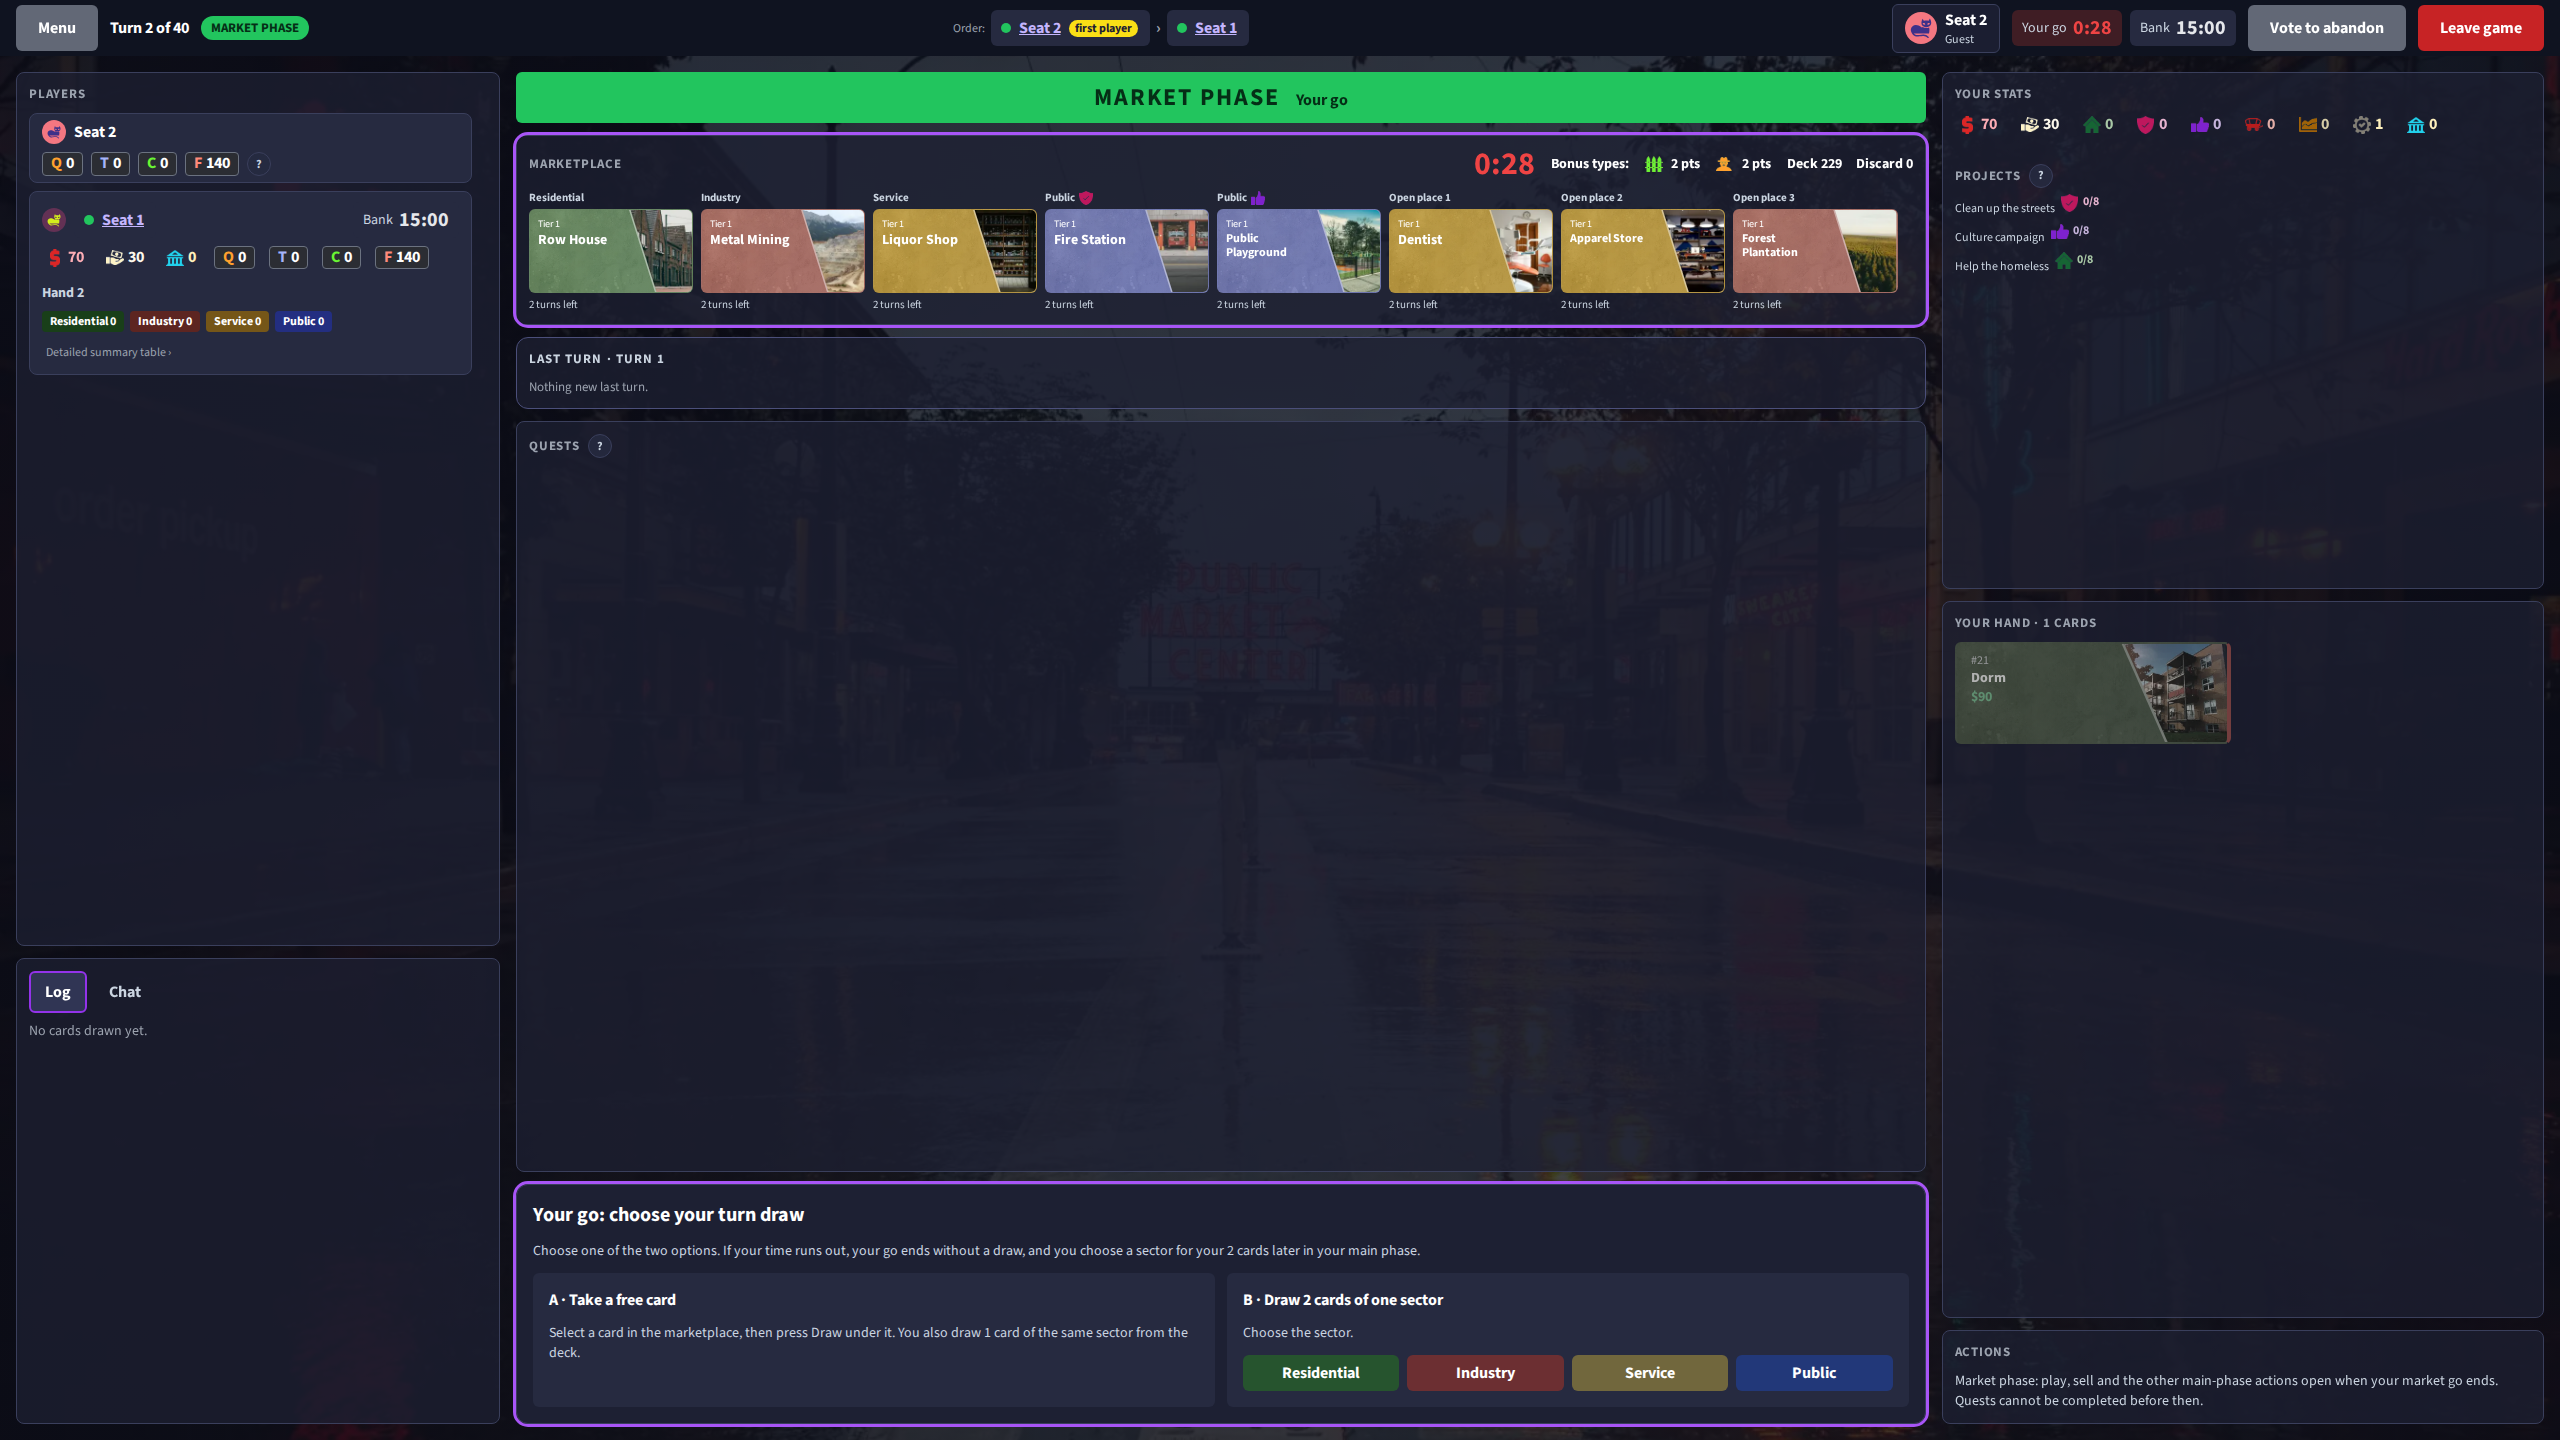 Menu
Turn 2 of 40
MARKET PHASE
Order:
Seat 2 first player
›
Seat 1
Seat 2
Guest
Your go 0:28
Bank 15:00
Vote to abandon
Leave game
PLAYERS
Seat 2
Q 0
T 0
C 0
F 140
?
Seat 1
Bank 15:00
70
30
0
Q 0
T 0
C 0
F 140
Hand 2
Residential 0
Industry 0
Service 0
Public 0
Detailed summary table ›
Log
Chat
No cards drawn yet.
MARKET PHASE Your go
MARKETPLACE
0:28
Bonus types:
2 pts
2 pts
Deck 229
Discard 0
Residential
Tier 1
Row House
2 turns left
Industry
Tier 1
Metal Mining
2 turns left
Service
Tier 1
Liquor Shop
2 turns left
Public
Tier 1
Fire Station
2 turns left
Public
Tier 1
Public
Playground
2 turns left
Open place 1
Tier 1
Dentist
2 turns left
Open place 2
Tier 1
Apparel Store
2 turns left
Open place 3
Tier 1
Forest
Plantation
2 turns left
LAST TURN · TURN 1
Nothing new last turn.
QUESTS ?
order pickup
PUBLIC
MARKET
CENTER
Your go: choose your turn draw
Choose one of the two options. If your time runs out, your go ends without a draw, and you choose a sector for your 2 cards later in your main phase.
A · Take a free card
Select a card in the marketplace, then press Draw under it. You also draw 1 card of the same sector from the
deck.
B · Draw 2 cards of one sector
Choose the sector.
Residential
Industry
Service
Public
YOUR STATS
70
30
0
0
0
0
0
1
0
PROJECTS ?
Clean up the streets 0/8
Culture campaign 0/8
Help the homeless 0/8
YOUR HAND · 1 CARDS
#21
Dorm
$90
ACTIONS
Market phase: play, sell and the other main-phase actions open when your market go ends.
Quests cannot be completed before then.